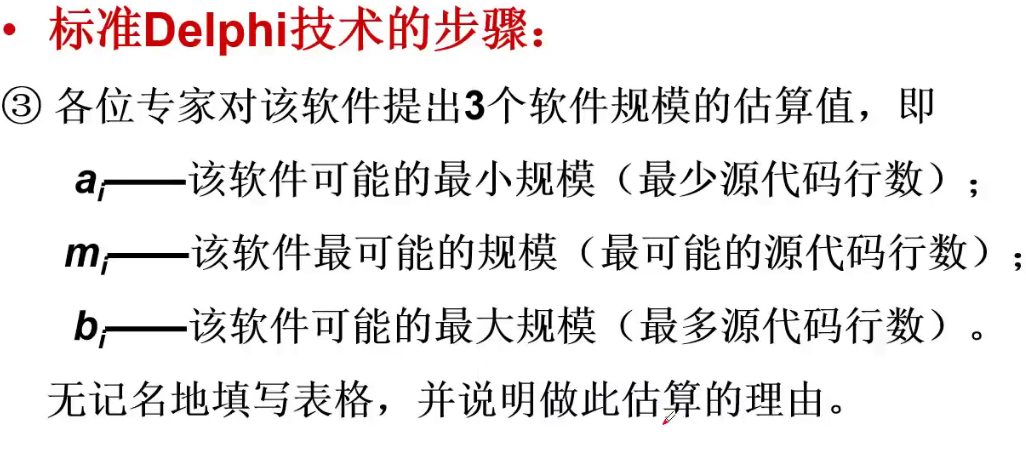 • 标准Delphi技术的步骤：
③ 各位专家对该软件提出3个软件规模的估算值，即
aᵢ——该软件可能的最小规模（最少源代码行数）；
mᵢ——该软件最可能的规模（最可能的源代码行数）；
bᵢ——该软件可能的最大规模（最多源代码行数）。
无记名地填写表格，并说明做此估算的理由。